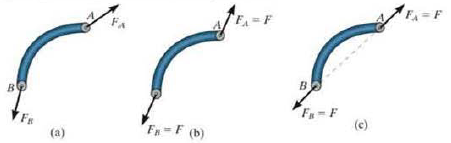 A
F_A
B
F_B
(a)
A
F_A = F
F_B = F
(b)
A
F_A = F
B
F_B = F
(c)